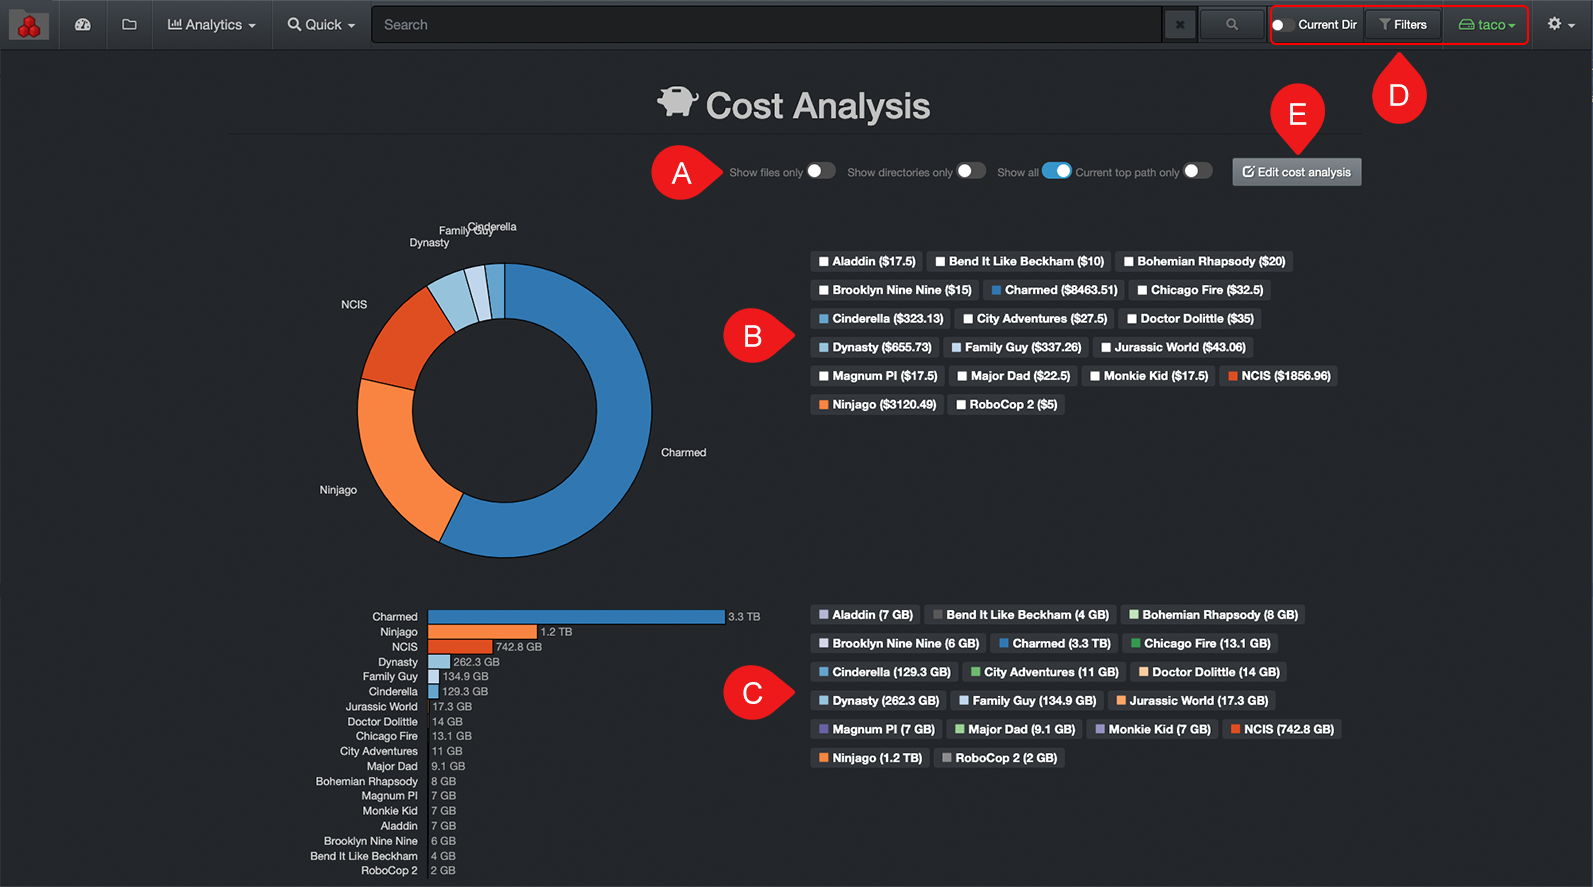 Analytics Quick Search Current Dir Filters taco
D
E
Cost Analysis
A
Show files only Show directories only Show all Current top path only Edit cost analysis
Cinderella
Family Guy
Dynasty
NCIS
Ninjago
Charmed
B
Aladdin ($17.5) Bend It Like Beckham ($10) Bohemian Rhapsody ($20)
Brooklyn Nine Nine ($15) Charmed ($8463.51) Chicago Fire ($32.5)
Cinderella ($323.13) City Adventures ($27.5) Doctor Dolittle ($35)
Dynasty ($655.73) Family Guy ($337.26) Jurassic World ($43.06)
Magnum PI ($17.5) Major Dad ($22.5) Monkie Kid ($17.5) NCIS ($1856.96)
Ninjago ($3120.49) RoboCop 2 ($5)
Charmed 3.3 TB
Ninjago 1.2 TB
NCIS 742.8 GB
Dynasty 262.3 GB
Family Guy 134.9 GB
Cinderella 129.3 GB
Jurassic World 17.3 GB
Doctor Dolittle 14 GB
Chicago Fire 13.1 GB
City Adventures 11 GB
Major Dad 9.1 GB
Bohemian Rhapsody 8 GB
Magnum PI 7 GB
Monkie Kid 7 GB
Aladdin 7 GB
Brooklyn Nine Nine 6 GB
Bend It Like Beckham 4 GB
RoboCop 2 2 GB
C
Aladdin (7 GB) Bend It Like Beckham (4 GB) Bohemian Rhapsody (8 GB)
Brooklyn Nine Nine (6 GB) Charmed (3.3 TB) Chicago Fire (13.1 GB)
Cinderella (129.3 GB) City Adventures (11 GB) Doctor Dolittle (14 GB)
Dynasty (262.3 GB) Family Guy (134.9 GB) Jurassic World (17.3 GB)
Magnum PI (7 GB) Major Dad (9.1 GB) Monkie Kid (7 GB) NCIS (742.8 GB)
Ninjago (1.2 TB) RoboCop 2 (2 GB)